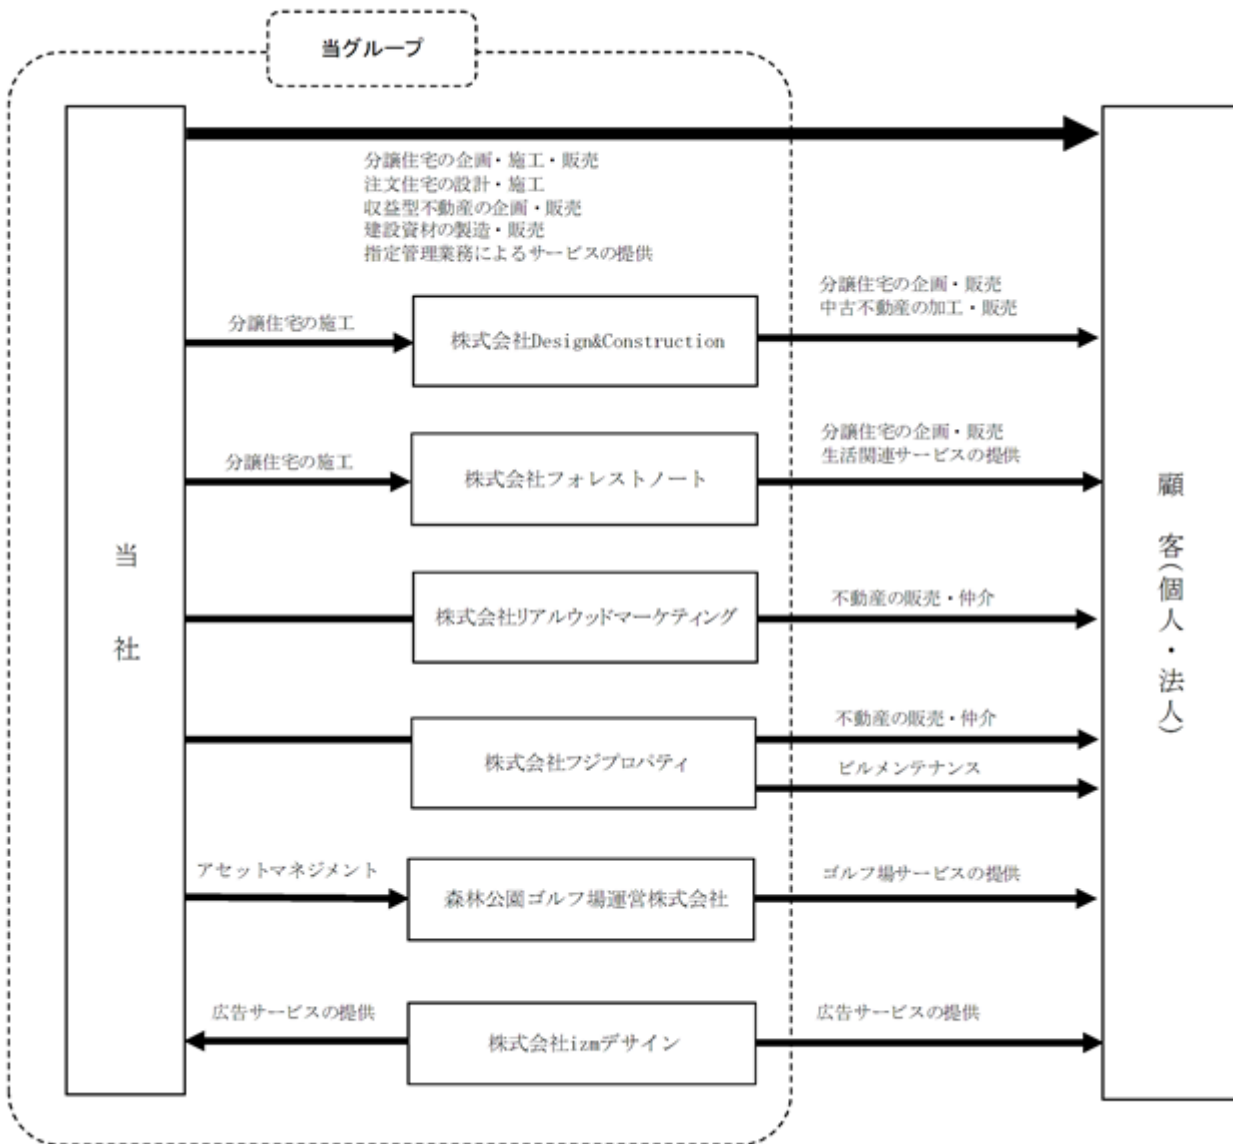 当グループ
分譲住宅の企画・施工・販売
注文住宅の設計・施工
収益型不動産の企画・販売
建設資材の製造・販売
指定管理業務によるサービスの提供
分譲住宅の企画・販売
中古不動産の加工・販売
分譲住宅の施工
株式会社Design&Construction
分譲住宅の企画・販売
生活関連サービスの提供
分譲住宅の施工
株式会社フォレストノート
当社
顧客(個人・法人)
不動産の販売・仲介
株式会社リアルウッドマーケティング
不動産の販売・仲介
株式会社フジプロパティ
ビルメンテナンス
アセットマネジメント
森林公園ゴルフ場運営株式会社
ゴルフ場サービスの提供
広告サービスの提供
株式会社izmデザイン
広告サービスの提供